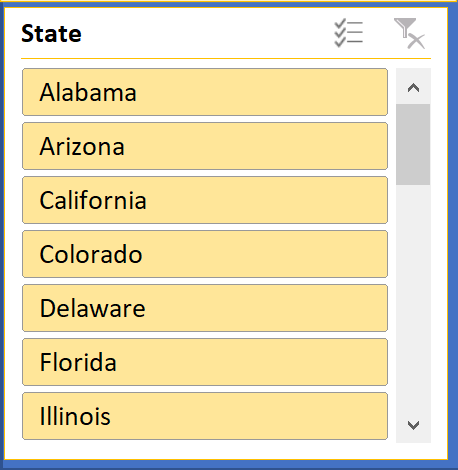 State
Alabama
Arizona
California
Colorado
Delaware
Florida
Illinois